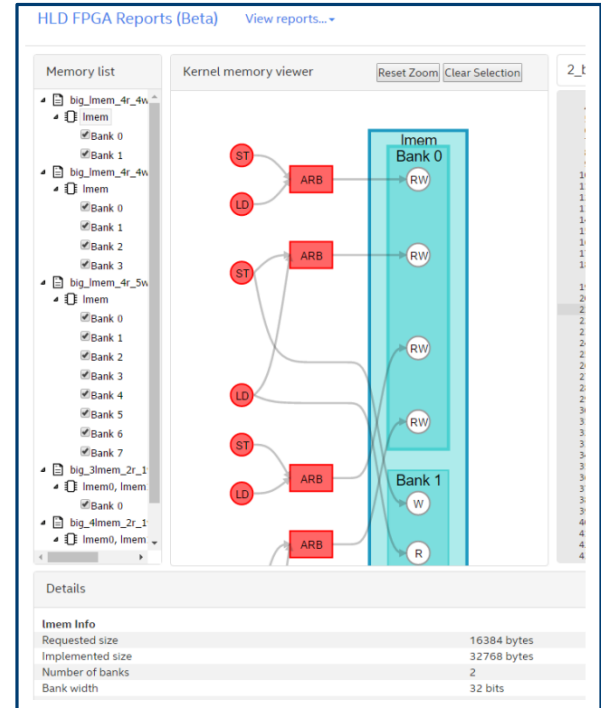 HLD FPGA Reports (Beta) View reports...
Memory list
big_lmem_4r_4w
lmem
Bank 0
Bank 1
big_lmem_4r_4w
lmem
Bank 0
Bank 1
Bank 2
Bank 3
big_lmem_4r_5w
lmem
Bank 0
Bank 1
Bank 2
Bank 3
Bank 4
Bank 5
Bank 6
Bank 7
big_3lmem_2r_1
lmem0, lmem
Bank 0
big_4lmem_2r_1
lmem0, lmem
Kernel memory viewer
Reset Zoom Clear Selection
lmem
Bank 0
ST
ARB
RW
LD
ARB
RW
ST
RW
LD
RW
ST
ARB
Bank 1
LD
W
ARB
R
Details
lmem Info
Requested size 16384 bytes
Implemented size 32768 bytes
Number of banks 2
Bank width 32 bits